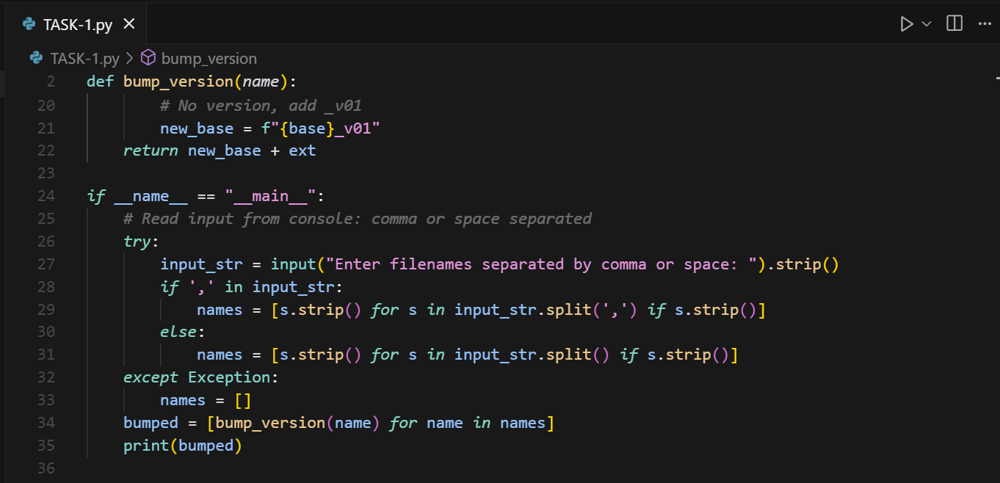 TASK-1.py
TASK-1.py > bump_version
2 def bump_version(name):
20 # No version, add _v01
21 new_base = f"{base}_v01"
22 return new_base + ext
23
24 if __name__ == "__main__":
25 # Read input from console: comma or space separated
26 try:
27 input_str = input("Enter filenames separated by comma or space: ").strip()
28 if ',' in input_str:
29 names = [s.strip() for s in input_str.split(',') if s.strip()]
30 else:
31 names = [s.strip() for s in input_str.split() if s.strip()]
32 except Exception:
33 names = []
34 bumped = [bump_version(name) for name in names]
35 print(bumped)
36